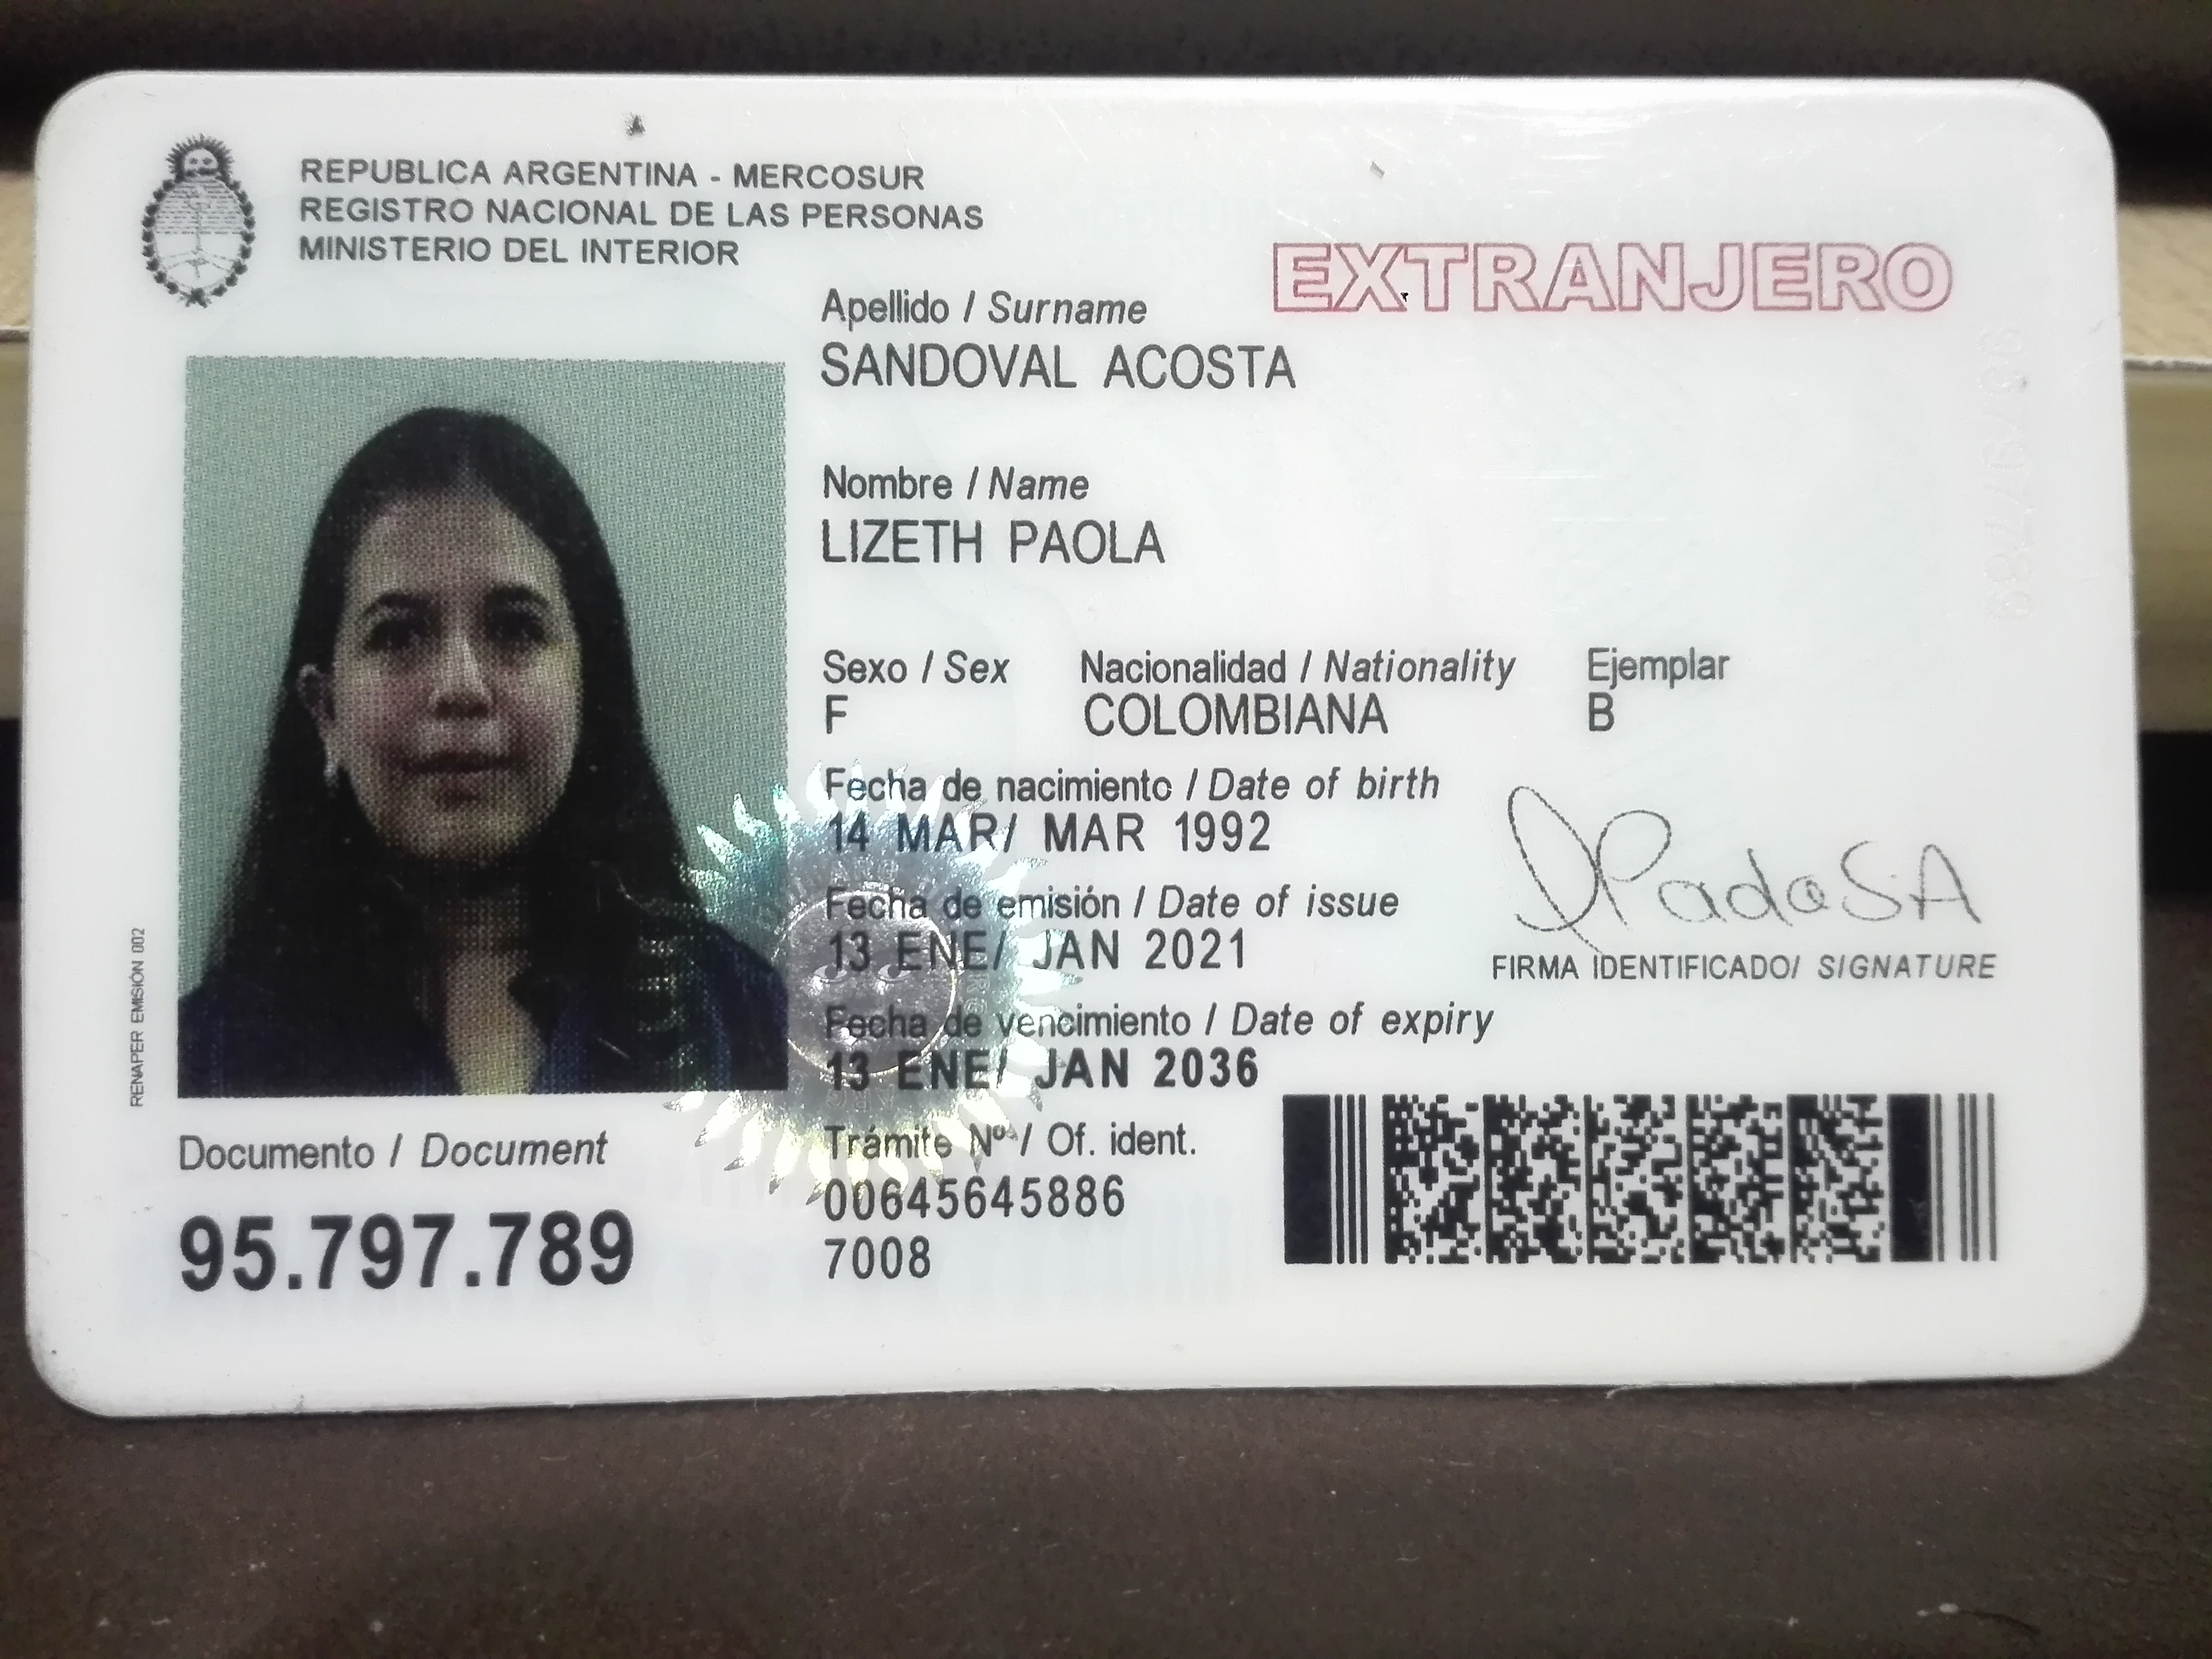 REPUBLICA ARGENTINA - MERCOSUR
REGISTRO NACIONAL DE LAS PERSONAS
MINISTERIO DEL INTERIOR
EXTRANJERO
Apellido / Surname
SANDOVAL ACOSTA
Nombre / Name
LIZETH PAOLA
Sexo / Sex Nacionalidad / Nationality Ejemplar
F COLOMBIANA B
Fecha de nacimiento / Date of birth
14 MAR/ MAR 1992
Fecha de emisión / Date of issue
13 ENE/ JAN 2021
FIRMA IDENTIFICADO/ SIGNATURE
Fecha de vencimiento / Date of expiry
13 ENE/ JAN 2036
RENAPER EMISIÓN 002
Documento / Document
95.797.789
Trámite Nº / Of. ident.
00645645886
7008